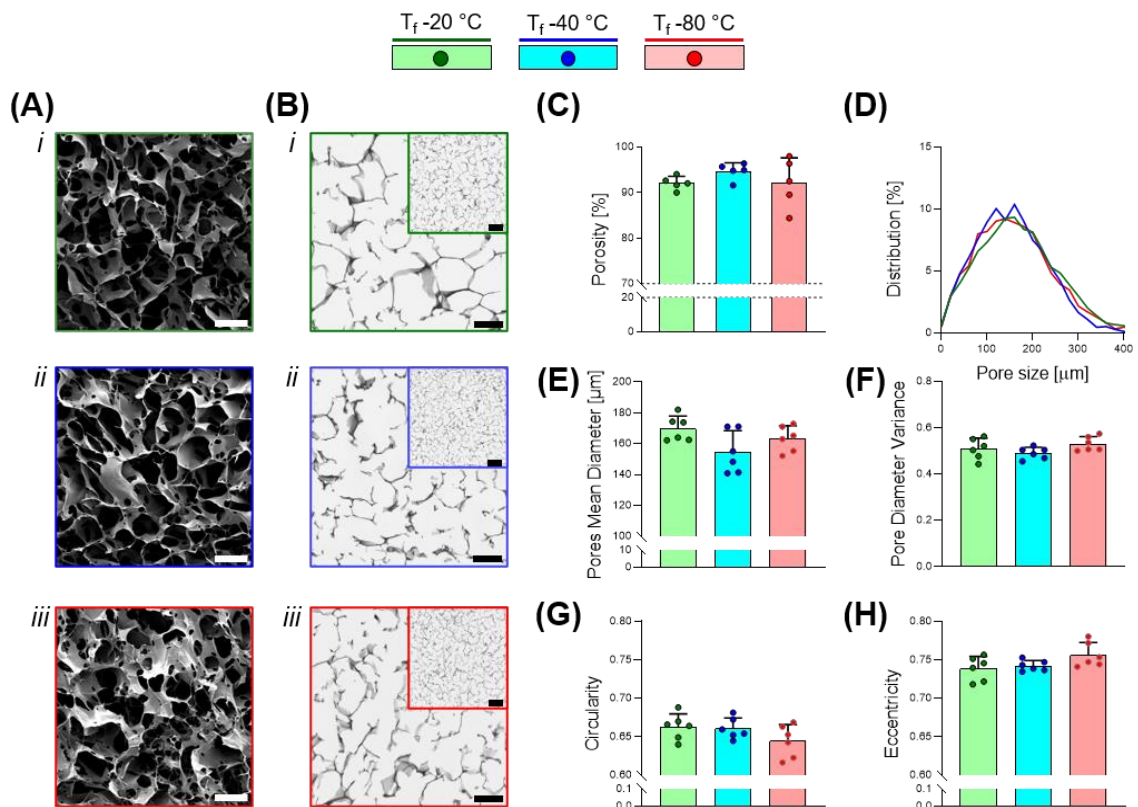 T_f -20 °C
T_f -40 °C
T_f -80 °C
(A)
i
ii
iii
(B)
i
ii
iii
(C)
Porosity [%]
100
90
80
70
20
0
(D)
Distribution [%]
15
10
5
0
0 100 200 300 400
Pore size [µm]
(E)
Pores Mean Diameter [µm]
200
180
160
140
120
100
10
0
(F)
Pore Diameter Variance
0.8
0.6
0.4
0.2
0.0
(G)
Circularity
0.80
0.75
0.70
0.65
0.60
0.1
0.0
(H)
Eccentricity
0.80
0.75
0.70
0.65
0.60
0.1
0.0